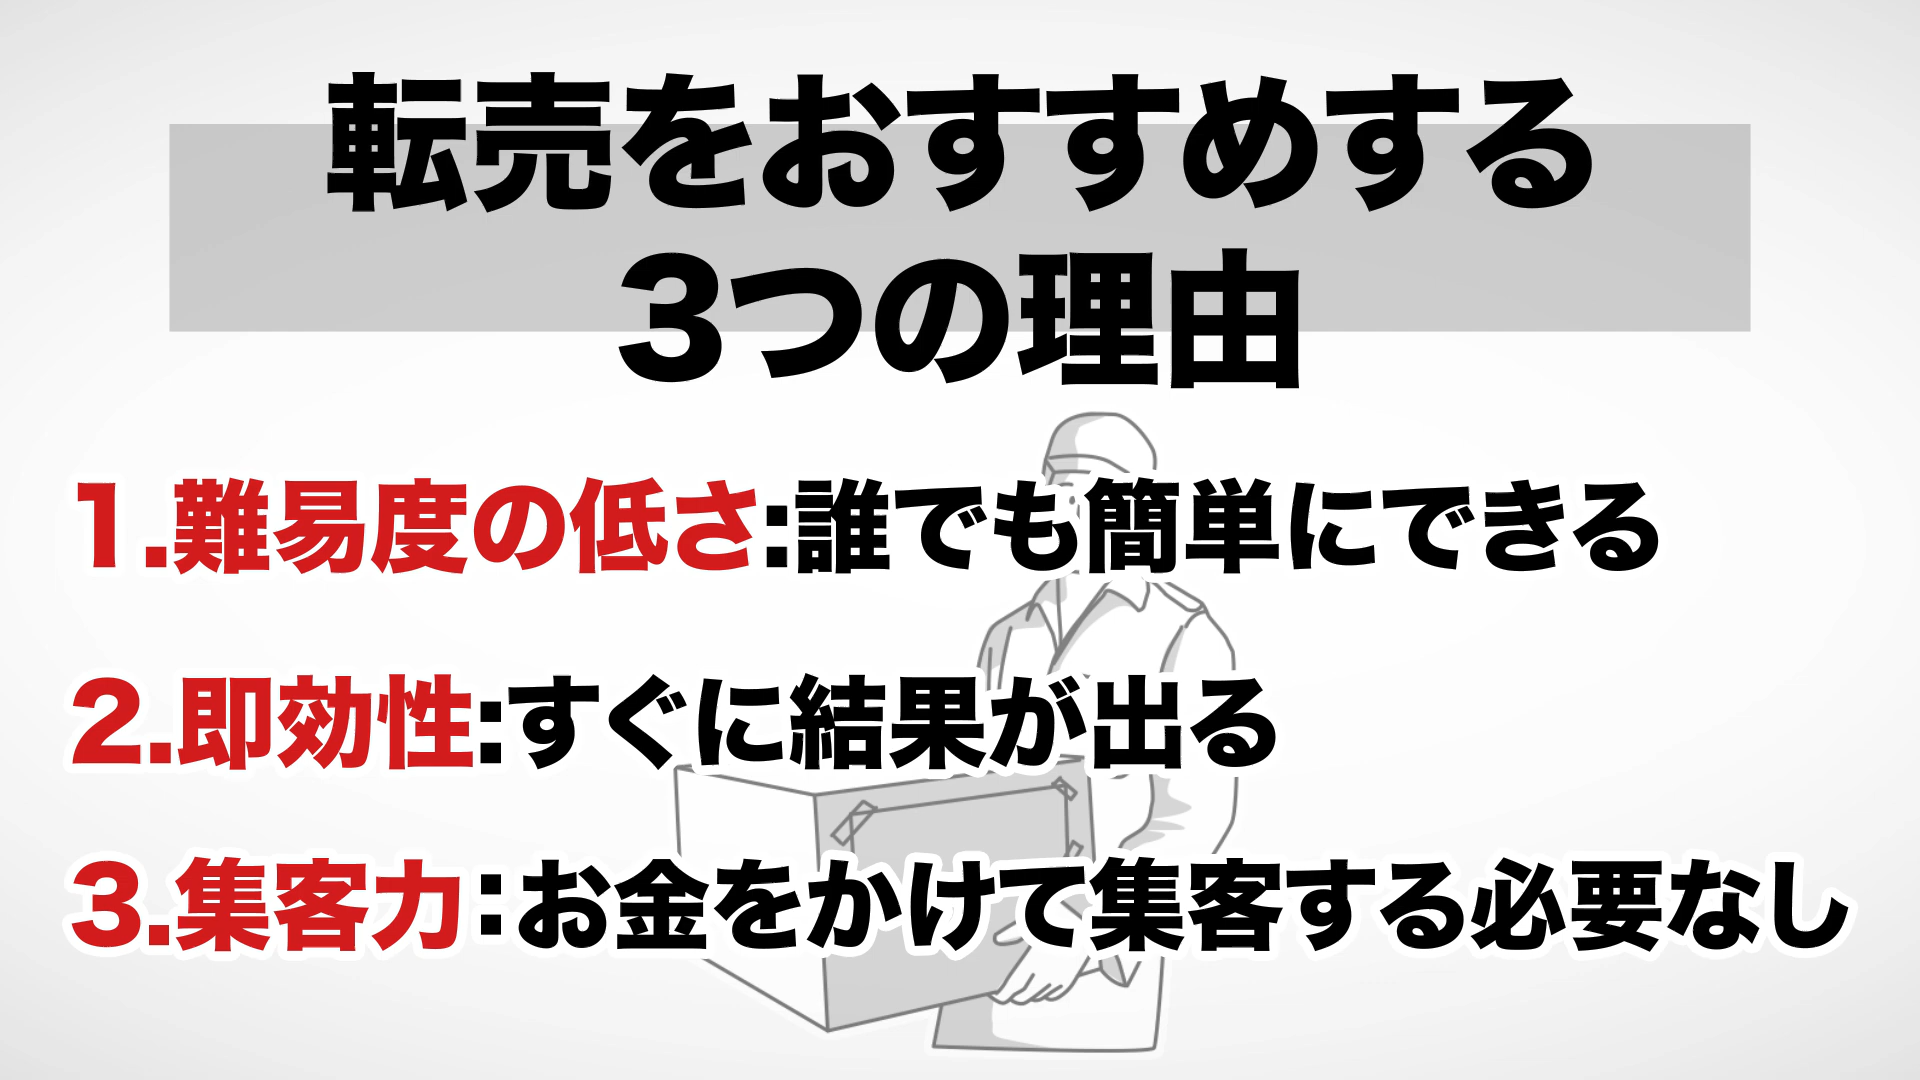 転売をおすすめする
3つの理由
1.難易度の低さ:誰でも簡単にできる
2.即効性:すぐに結果が出る
3.集客力:お金をかけて集客する必要なし